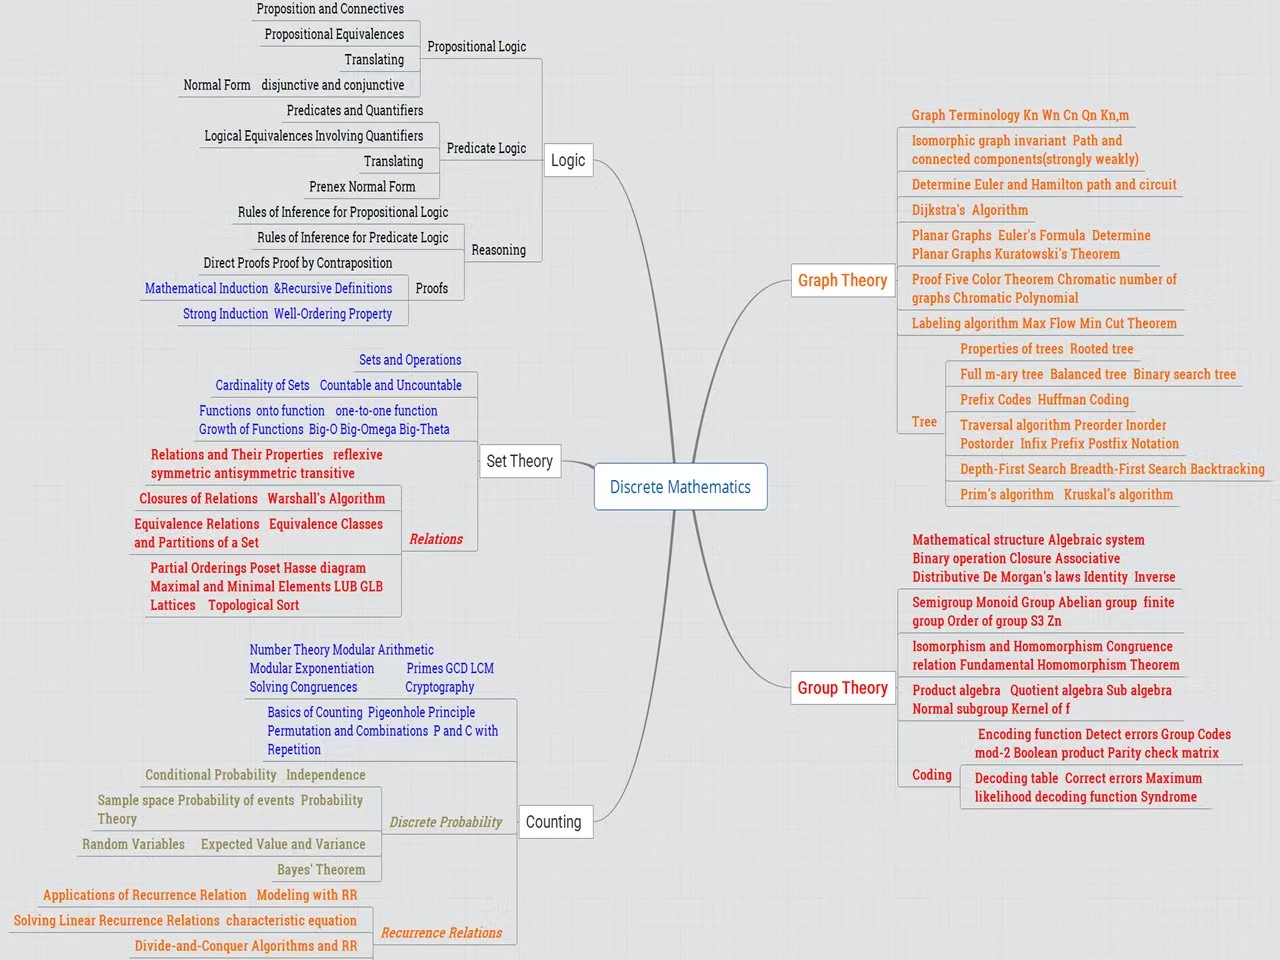 Proposition and Connectives
Propositional Equivalences
Translating
Normal Form disjunctive and conjunctive
Propositional Logic
Predicates and Quantifiers
Logical Equivalences Involving Quantifiers
Translating
Prenex Normal Form
Predicate Logic
Rules of Inference for Propositional Logic
Rules of Inference for Predicate Logic
Direct Proofs Proof by Contraposition
Mathematical Induction &Recursive Definitions
Strong Induction Well-Ordering Property
Proofs
Reasoning
Logic
Sets and Operations
Cardinality of Sets Countable and Uncountable
Functions onto function one-to-one function
Growth of Functions Big-O Big-Omega Big-Theta
Relations and Their Properties reflexive
symmetric antisymmetric transitive
Closures of Relations Warshall's Algorithm
Equivalence Relations Equivalence Classes
and Partitions of a Set
Partial Orderings Poset Hasse diagram
Maximal and Minimal Elements LUB GLB
Lattices Topological Sort
Relations
Set Theory
Number Theory Modular Arithmetic
Modular Exponentiation Primes GCD LCM
Solving Congruences Cryptography
Basics of Counting Pigeonhole Principle
Permutation and Combinations P and C with
Repetition
Conditional Probability Independence
Sample space Probability of events Probability
Theory
Random Variables Expected Value and Variance
Bayes' Theorem
Discrete Probability
Applications of Recurrence Relation Modeling with RR
Solving Linear Recurrence Relations characteristic equation
Divide-and-Conquer Algorithms and RR
Recurrence Relations
Counting
Discrete Mathematics
Graph Theory
Graph Terminology Kn Wn Cn Qn Kn,m
Isomorphic graph invariant Path and
connected components(strongly weakly)
Determine Euler and Hamilton path and circuit
Dijkstra's Algorithm
Planar Graphs Euler's Formula Determine
Planar Graphs Kuratowski's Theorem
Proof Five Color Theorem Chromatic number of
graphs Chromatic Polynomial
Labeling algorithm Max Flow Min Cut Theorem
Tree
Properties of trees Rooted tree
Full m-ary tree Balanced tree Binary search tree
Prefix Codes Huffman Coding
Traversal algorithm Preorder Inorder
Postorder Infix Prefix Postfix Notation
Depth-First Search Breadth-First Search Backtracking
Prim's algorithm Kruskal's algorithm
Group Theory
Mathematical structure Algebraic system
Binary operation Closure Associative
Distributive De Morgan's laws Identity Inverse
Semigroup Monoid Group Abelian group finite
group Order of group S3 Zn
Isomorphism and Homomorphism Congruence
relation Fundamental Homomorphism Theorem
Product algebra Quotient algebra Sub algebra
Normal subgroup Kernel of f
Coding
Encoding function Detect errors Group Codes
mod-2 Boolean product Parity check matrix
Decoding table Correct errors Maximum
likelihood decoding function Syndrome